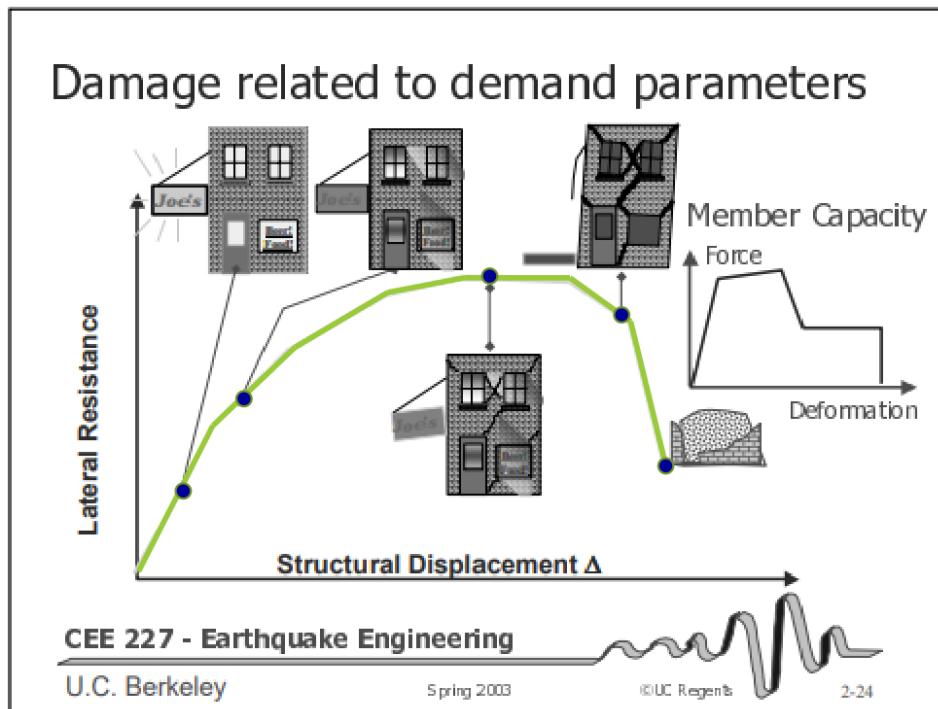 Damage related to demand parameters
Joe's
Beer!
Food!
Joe's
Beer!
Food!
Member Capacity
Force
Deformation
Lateral Resistance
Joe's
Beer!
Food!
Structural Displacement Δ
CEE 227 - Earthquake Engineering
U.C. Berkeley
Spring 2003
©UC Regents
2-24